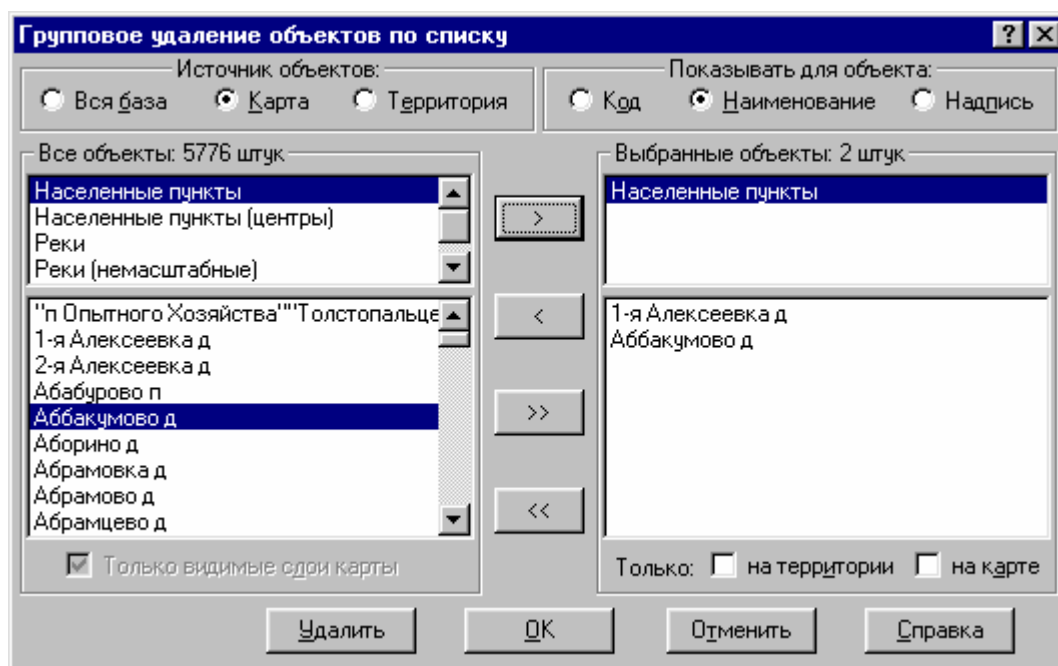 Групповое удаление объектов по списку
Источник объектов:
Вся база Карта Территория
Показывать для объекта:
Код Наименование Надпись
Все объекты: 5776 штук
Населенные пункты
Населенные пункты (центры)
Реки
Реки (немасштабные)
"п Опытного Хозяйства""Толстопальце
1-я Алексеевка д
2-я Алексеевка д
Абабурово п
Аббакумово д
Аборино д
Абрамовка д
Абрамово д
Абрамцево д
Только видимые слои карты
>
<
>>
<<
Выбранные объекты: 2 штук
Населенные пункты
1-я Алексеевка д
Аббакумово д
Только: на территории на карте
Удалить OK Отменить Справка